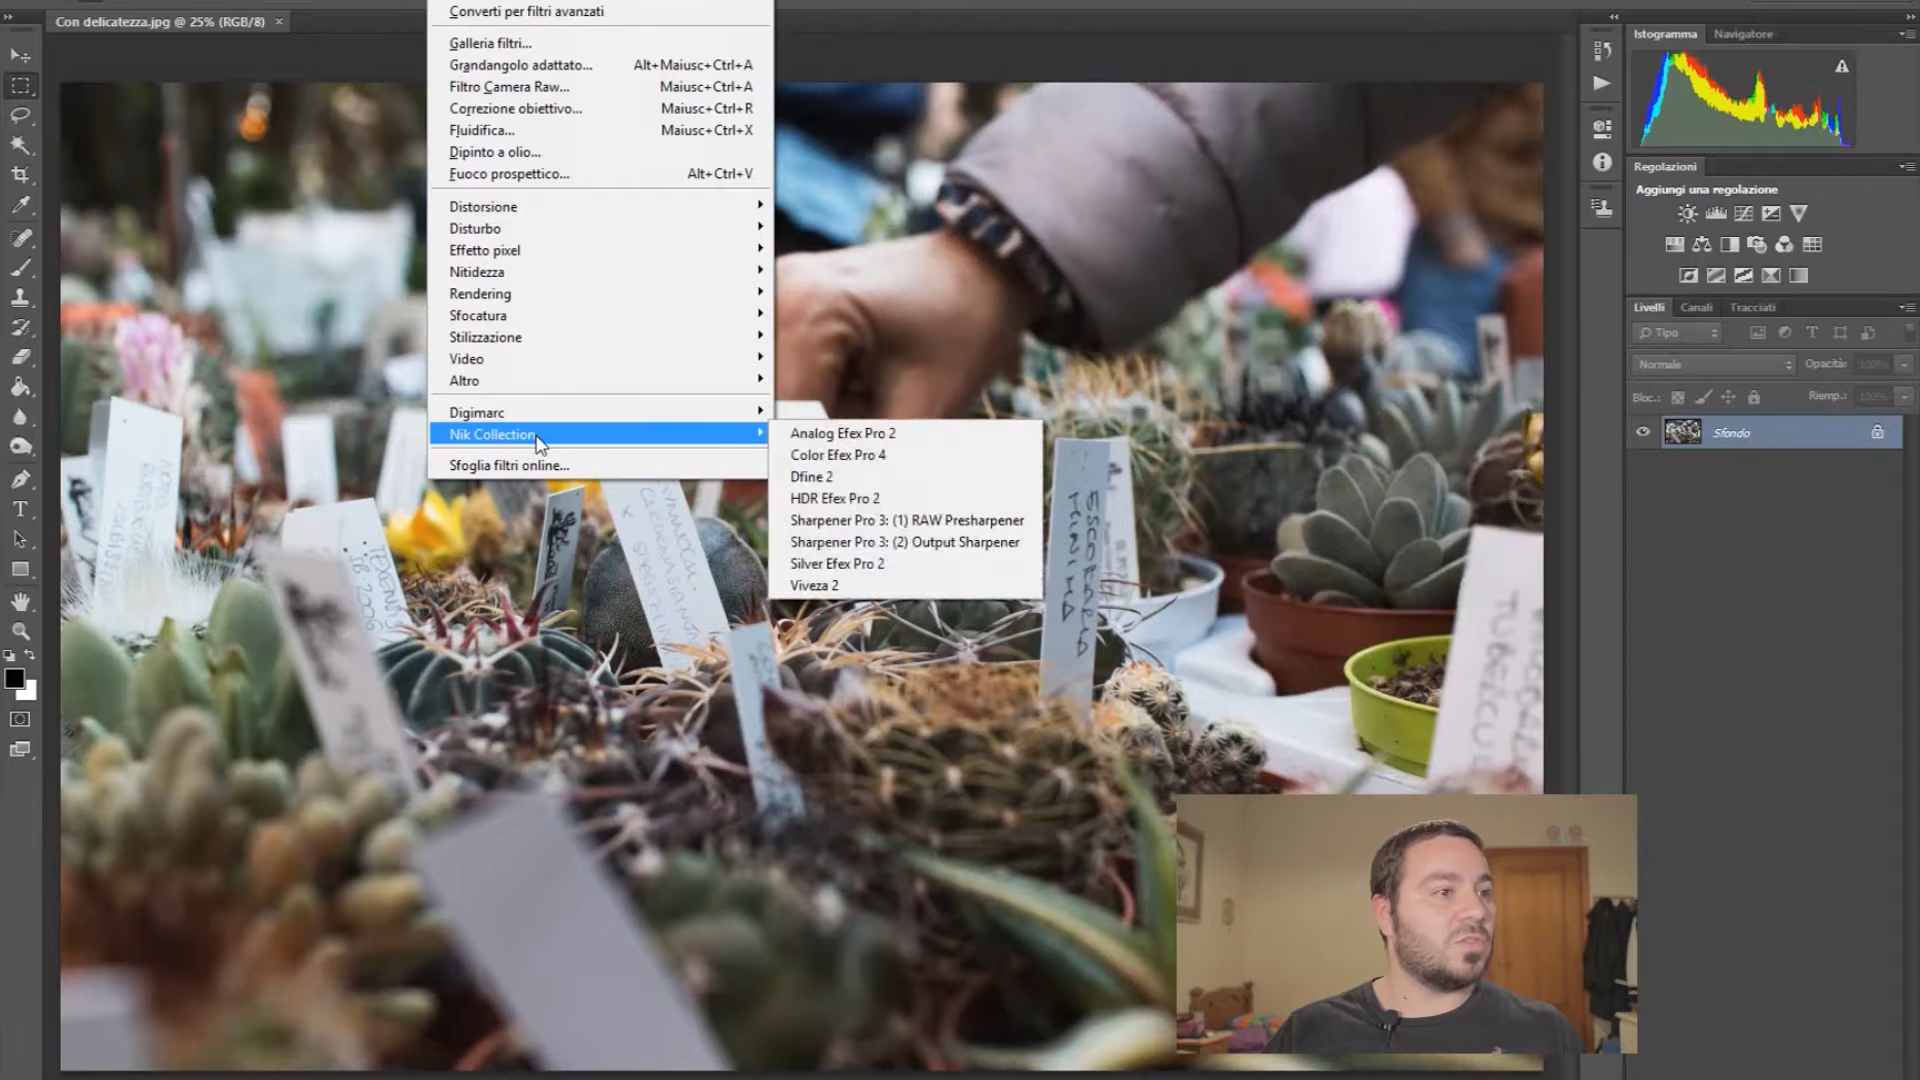 Con delicatezza.jpg @ 25% (RGB/8) ×
Converti per filtri avanzati
Galleria filtri...
Grandangolo adattato... Alt+Maiusc+Ctrl+A
Filtro Camera Raw... Maiusc+Ctrl+A
Correzione obiettivo... Maiusc+Ctrl+R
Fluidifica... Maiusc+Ctrl+X
Dipinto a olio...
Fuoco prospettico... Alt+Ctrl+V
Distorsione
Disturbo
Effetto pixel
Nitidezza
Rendering
Sfocatura
Stilizzazione
Video
Altro
Digimarc
Nik Collection
Sfoglia filtri online...
Analog Efex Pro 2
Color Efex Pro 4
Dfine 2
HDR Efex Pro 2
Sharpener Pro 3: (1) RAW Presharpener
Sharpener Pro 3: (2) Output Sharpener
Silver Efex Pro 2
Viveza 2
Istogramma Navigatore
Regolazioni
Aggiungi una regolazione
Livelli Canali Tracciati
Tipo
Normale Opacità: 100%
Bloc.: Riemp.: 100%
Sfondo
ESCOBARIA
MINIMA